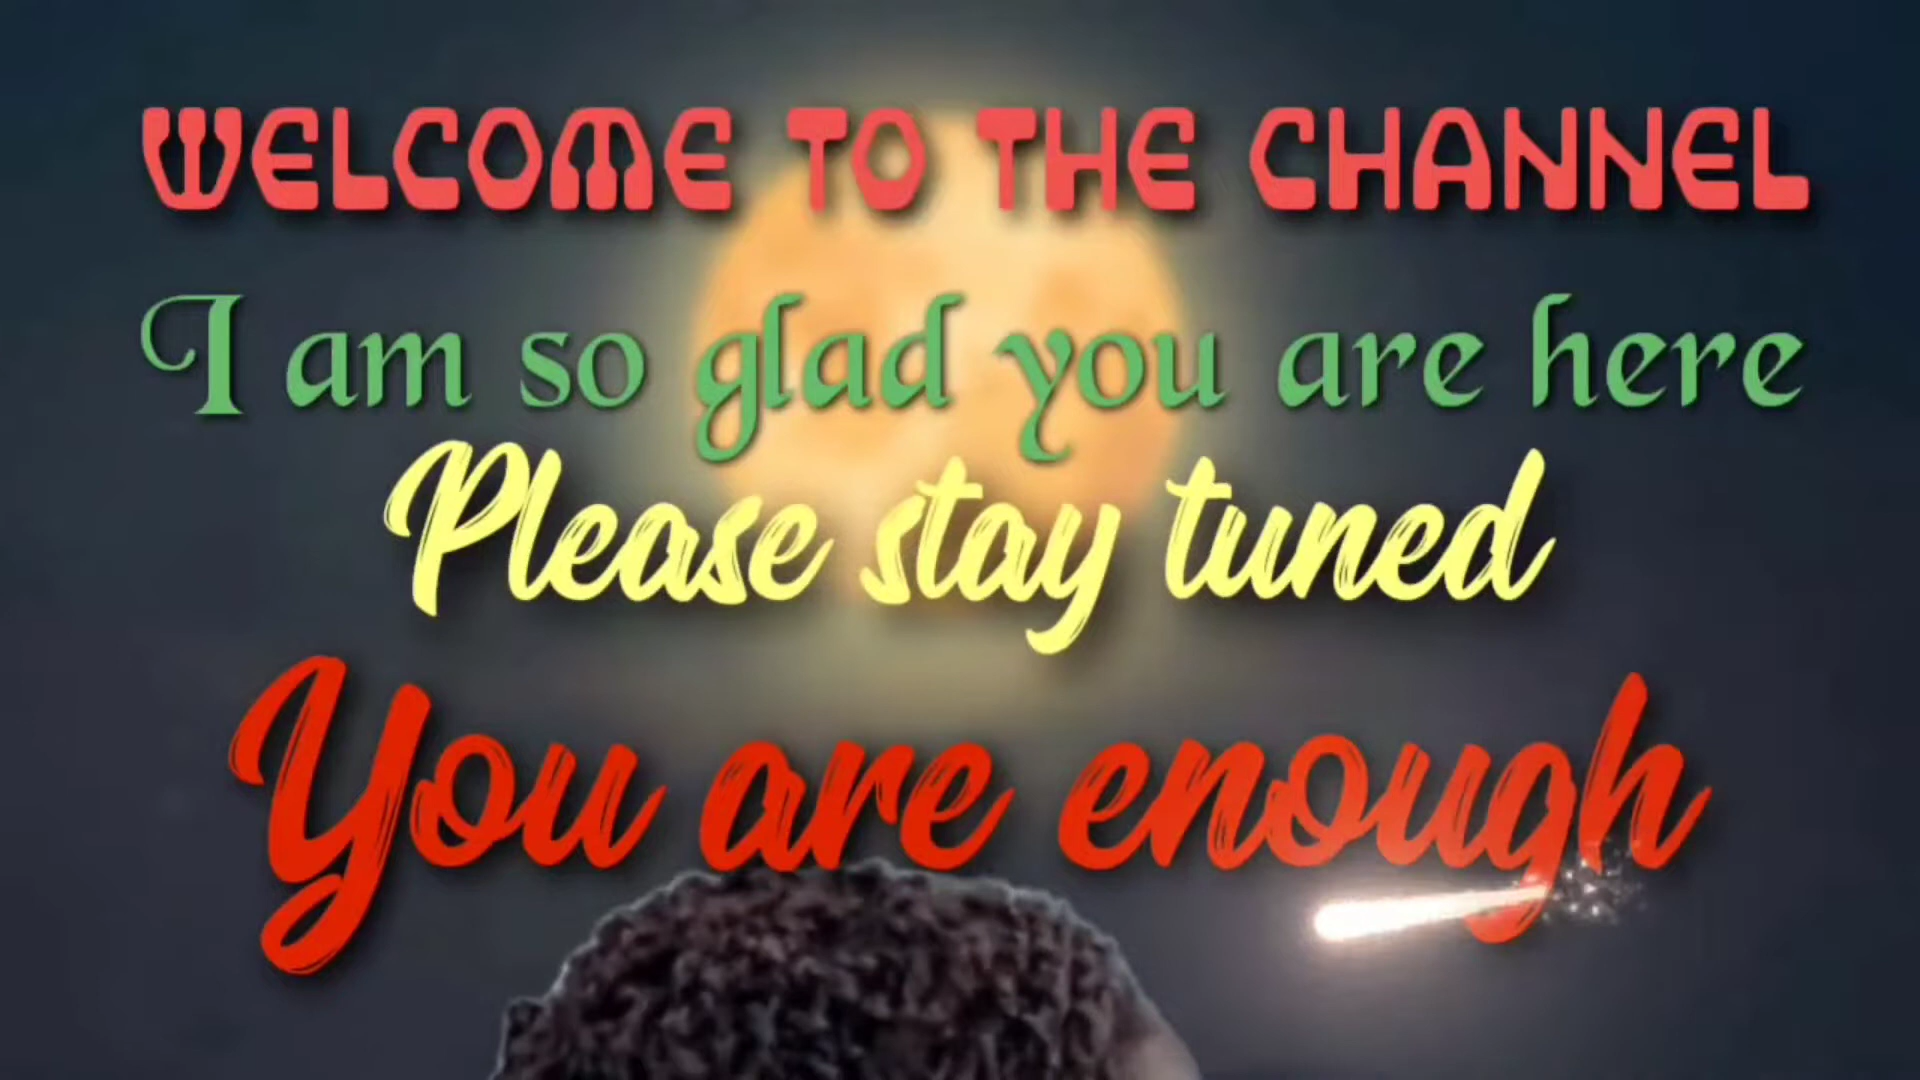 WELCOME TO THE CHANNEL
I am so glad you are here
Please stay tuned
You are enough